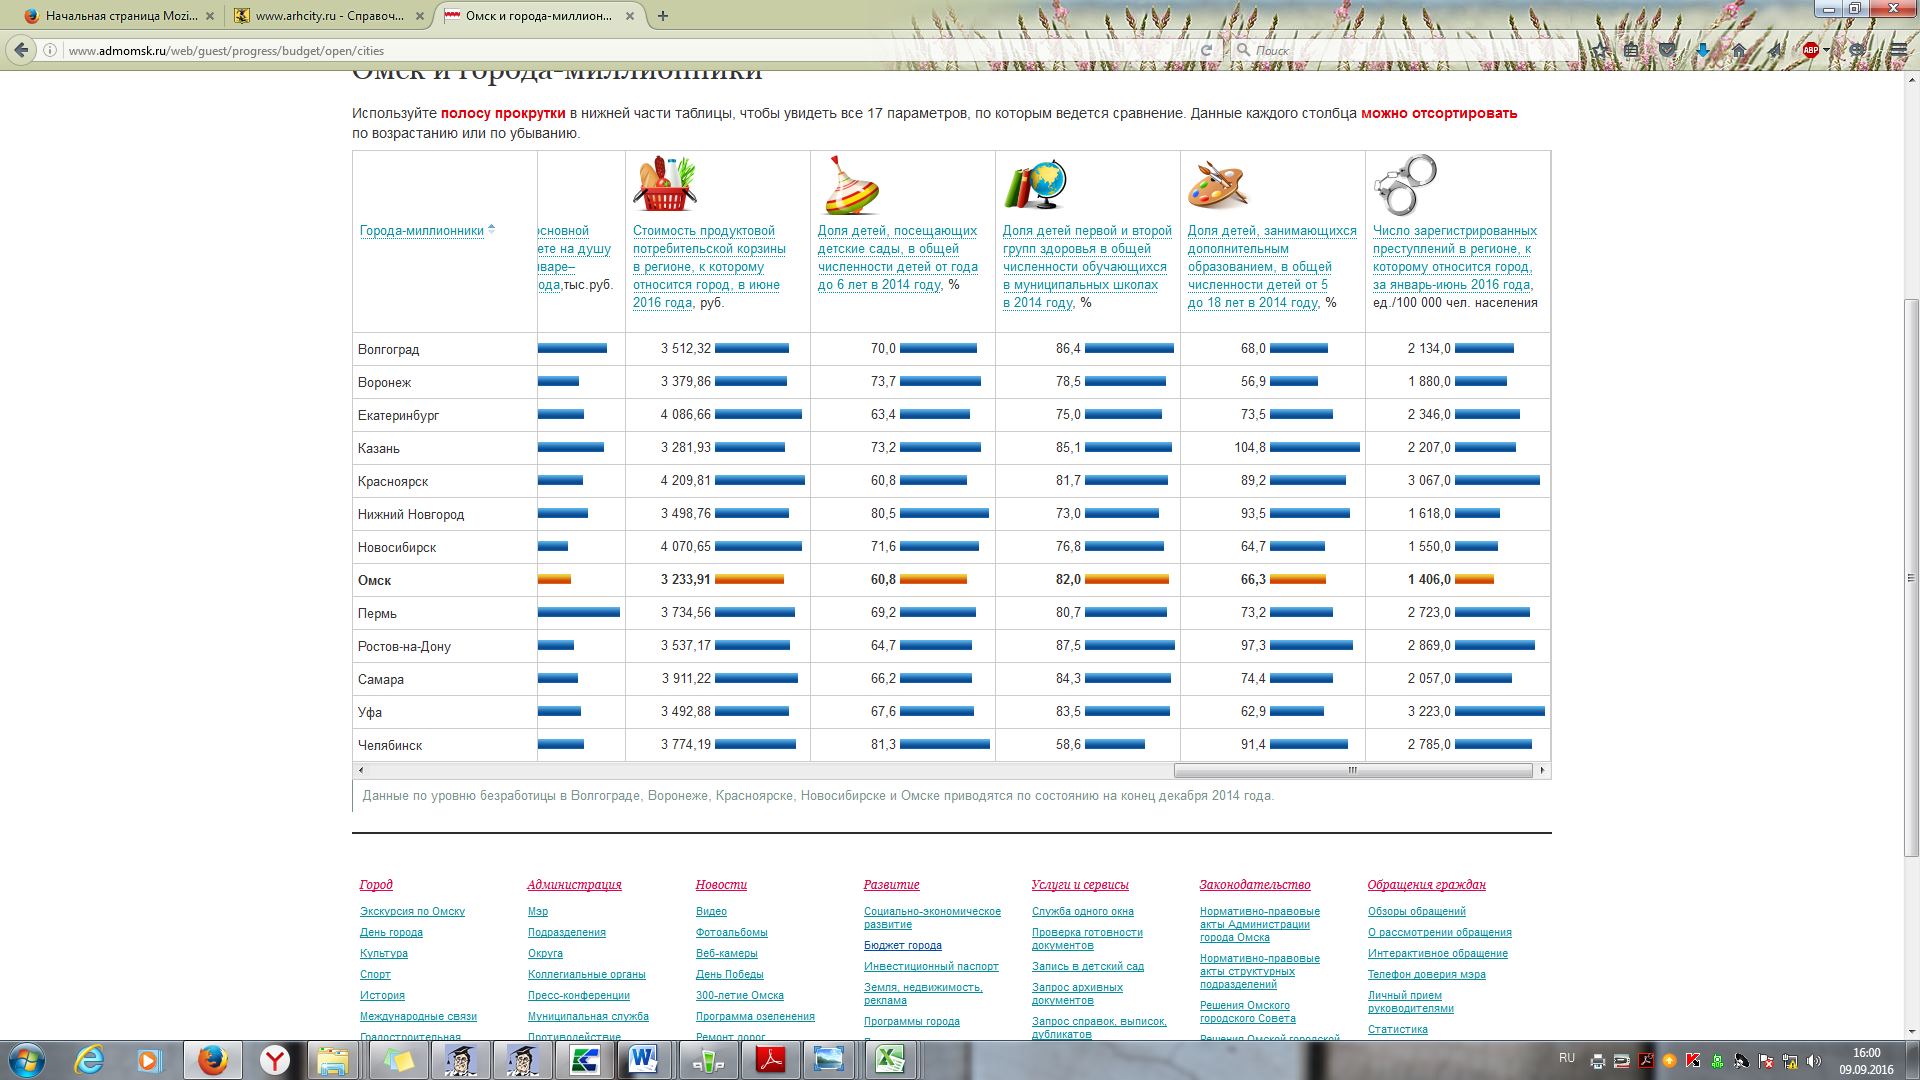 Начальная страница Mozi...
www.arhcity.ru - Справоч...
Омск и города-миллион...
www.admomsk.ru/web/guest/progress/budget/open/cities
Поиск
ABP
Омск и города-миллионники
Используйте полосу прокрутки в нижней части таблицы, чтобы увидеть все 17 параметров, по которым ведется сравнение. Данные каждого столбца можно отсортировать
по возрастанию или по убыванию.
Города-миллионники
основной
ете на душу
варе–
ода,тыс.руб.
Стоимость продуктовой
потребительской корзины
в регионе, к которому
относится город, в июне
2016 года, руб.
Доля детей, посещающих
детские сады, в общей
численности детей от года
до 6 лет в 2014 году, %
Доля детей первой и второй
групп здоровья в общей
численности обучающихся
в муниципальных школах
в 2014 году, %
Доля детей, занимающихся
дополнительным
образованием, в общей
численности детей от 5
до 18 лет в 2014 году, %
Число зарегистрированных
преступлений в регионе, к
которому относится город,
за январь-июнь 2016 года,
ед./100 000 чел. населения
Волгоград 3 512,32 70,0 86,4 68,0 2 134,0
Воронеж 3 379,86 73,7 78,5 56,9 1 880,0
Екатеринбург 4 086,66 63,4 75,0 73,5 2 346,0
Казань 3 281,93 73,2 85,1 104,8 2 207,0
Красноярск 4 209,81 60,8 81,7 89,2 3 067,0
Нижний Новгород 3 498,76 80,5 73,0 93,5 1 618,0
Новосибирск 4 070,65 71,6 76,8 64,7 1 550,0
Омск 3 233,91 60,8 82,0 66,3 1 406,0
Пермь 3 734,56 69,2 80,7 73,2 2 723,0
Ростов-на-Дону 3 537,17 64,7 87,5 97,3 2 869,0
Самара 3 911,22 66,2 84,3 74,4 2 057,0
Уфа 3 492,88 67,6 83,5 62,9 3 223,0
Челябинск 3 774,19 81,3 58,6 91,4 2 785,0
Данные по уровню безработицы в Волгограде, Воронеже, Красноярске, Новосибирске и Омске приводятся по состоянию на конец декабря 2014 года.
Город
Экскурсия по Омску
День города
Культура
Спорт
История
Международные связи
Градостроительная
Администрация
Мэр
Подразделения
Округа
Коллегиальные органы
Пресс-конференции
Муниципальная служба
Противодействие
Новости
Видео
Фотоальбомы
Веб-камеры
День Победы
300-летие Омска
Программа озеленения
Ремонт дорог
Развитие
Социально-экономическое
развитие
Бюджет города
Инвестиционный паспорт
Земля, недвижимость,
реклама
Программы города
Услуги и сервисы
Служба одного окна
Проверка готовности
документов
Запись в детский сад
Запрос архивных
документов
Запрос справок, выписок,
дубликатов
Законодательство
Нормативно-правовые
акты Администрации
города Омска
Нормативно-правовые
акты структурных
подразделений
Решения Омского
городского Совета
Решения Омской городской
Обращения граждан
Обзоры обращений
О рассмотрении обращения
Интерактивное обращение
Телефон доверия мэра
Личный прием
руководителями
Статистика
RU
16:00
09.09.2016